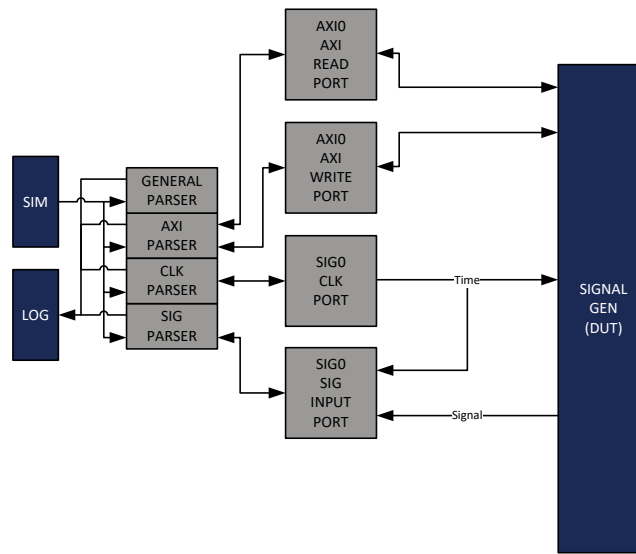 AXI0
AXI
READ
PORT
AXI0
AXI
WRITE
PORT
SIM
GENERAL
PARSER
AXI
PARSER
CLK
PARSER
SIG
PARSER
LOG
SIG0
CLK
PORT
Time
SIG0
SIG
INPUT
PORT
Signal
SIGNAL
GEN
(DUT)